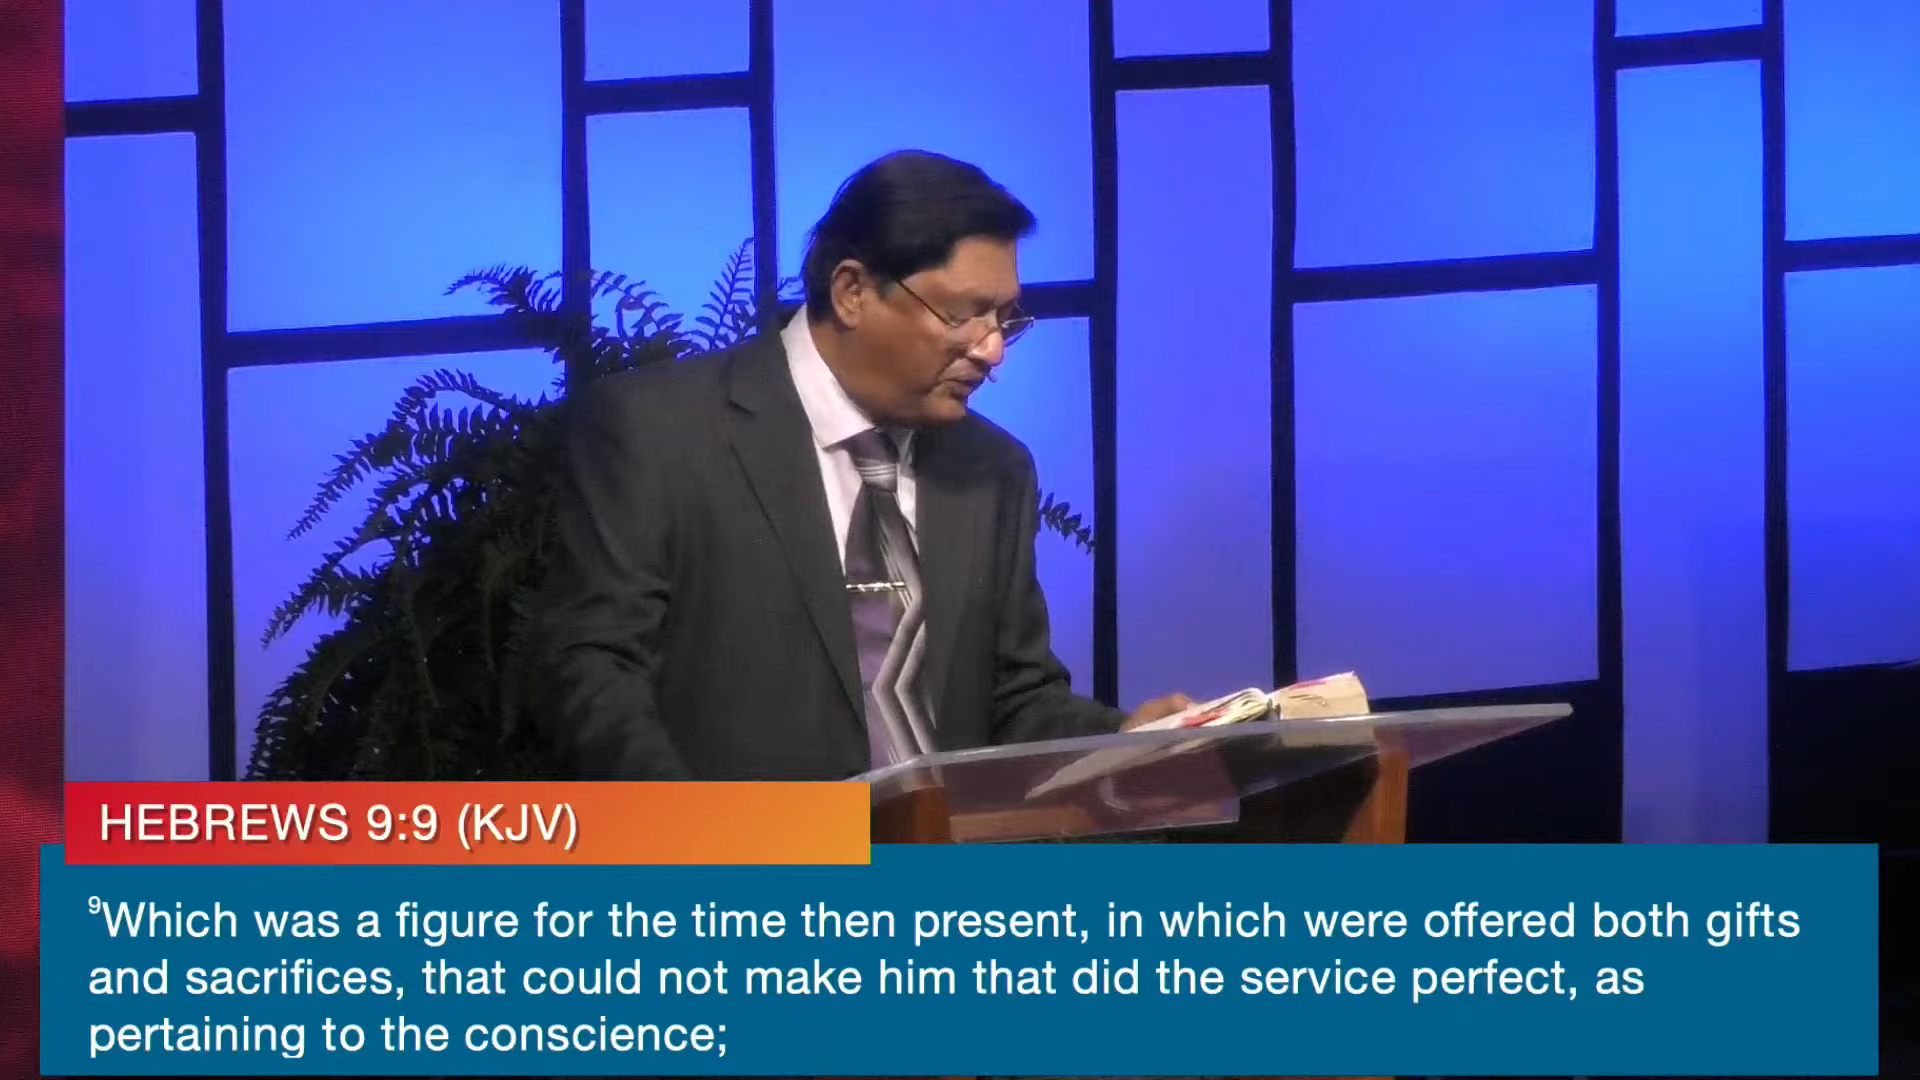 HEBREWS 9:9 (KJV)
⁹Which was a figure for the time then present, in which were offered both gifts
and sacrifices, that could not make him that did the service perfect, as
pertaining to the conscience;